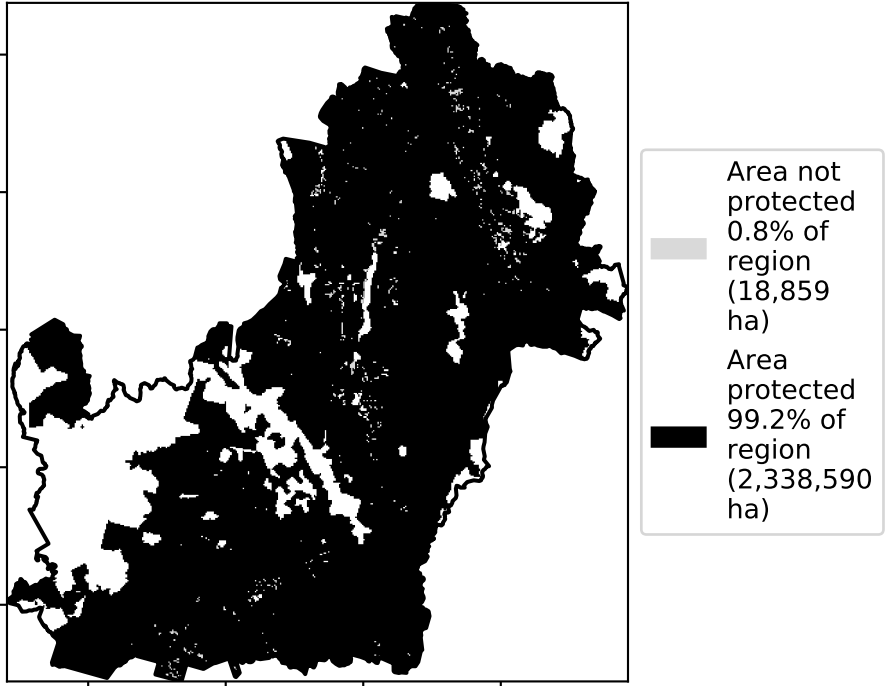 Area not
protected
0.8% of
region
(18,859
ha)
Area
protected
99.2% of
region
(2,338,590
ha)